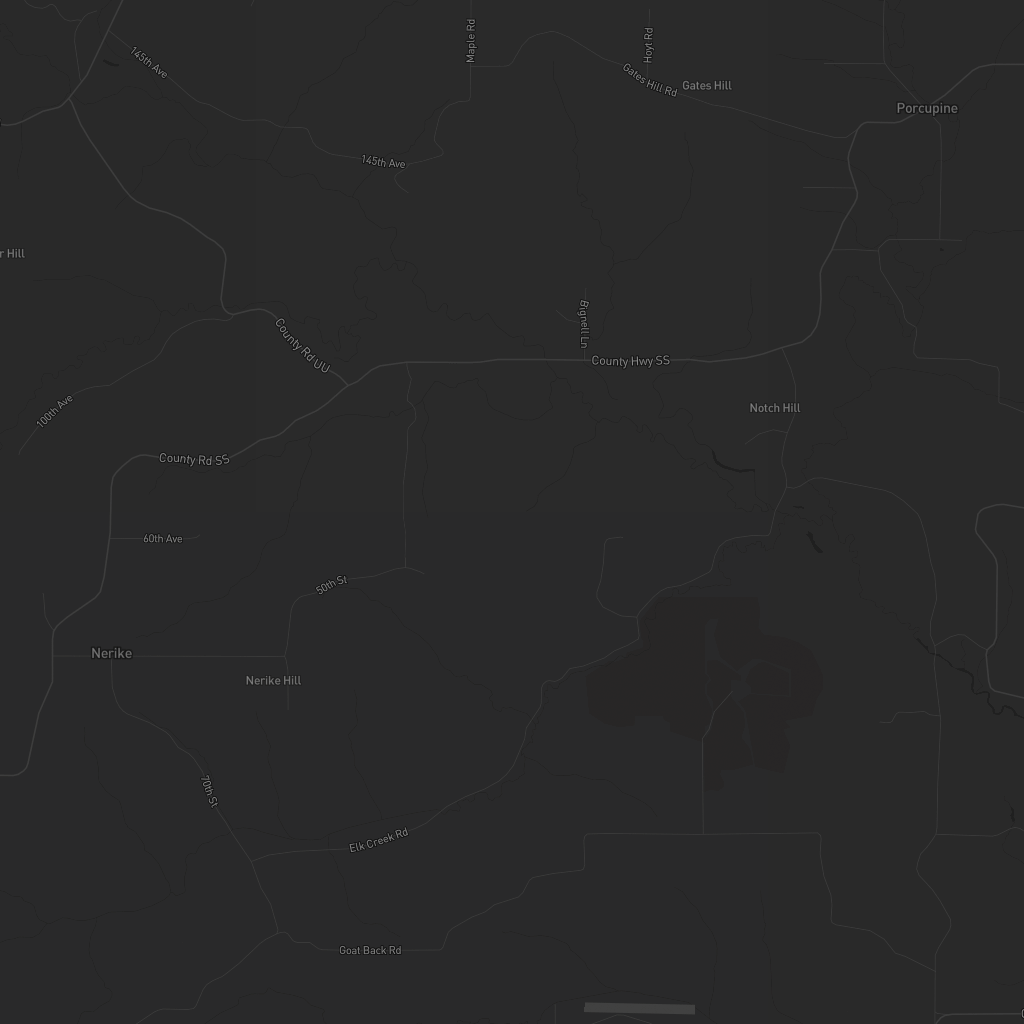 Maple Rd
Hoyt Rd
145th Ave
Gates Hill Rd
Gates Hill
Porcupine
145th Ave
r Hill
Bignell Ln
County Rd UU
County Hwy SS
100th Ave
Notch Hill
County Rd SS
60th Ave
50th St
Nerike
Nerike Hill
70th St
Elk Creek Rd
Goat Back Rd